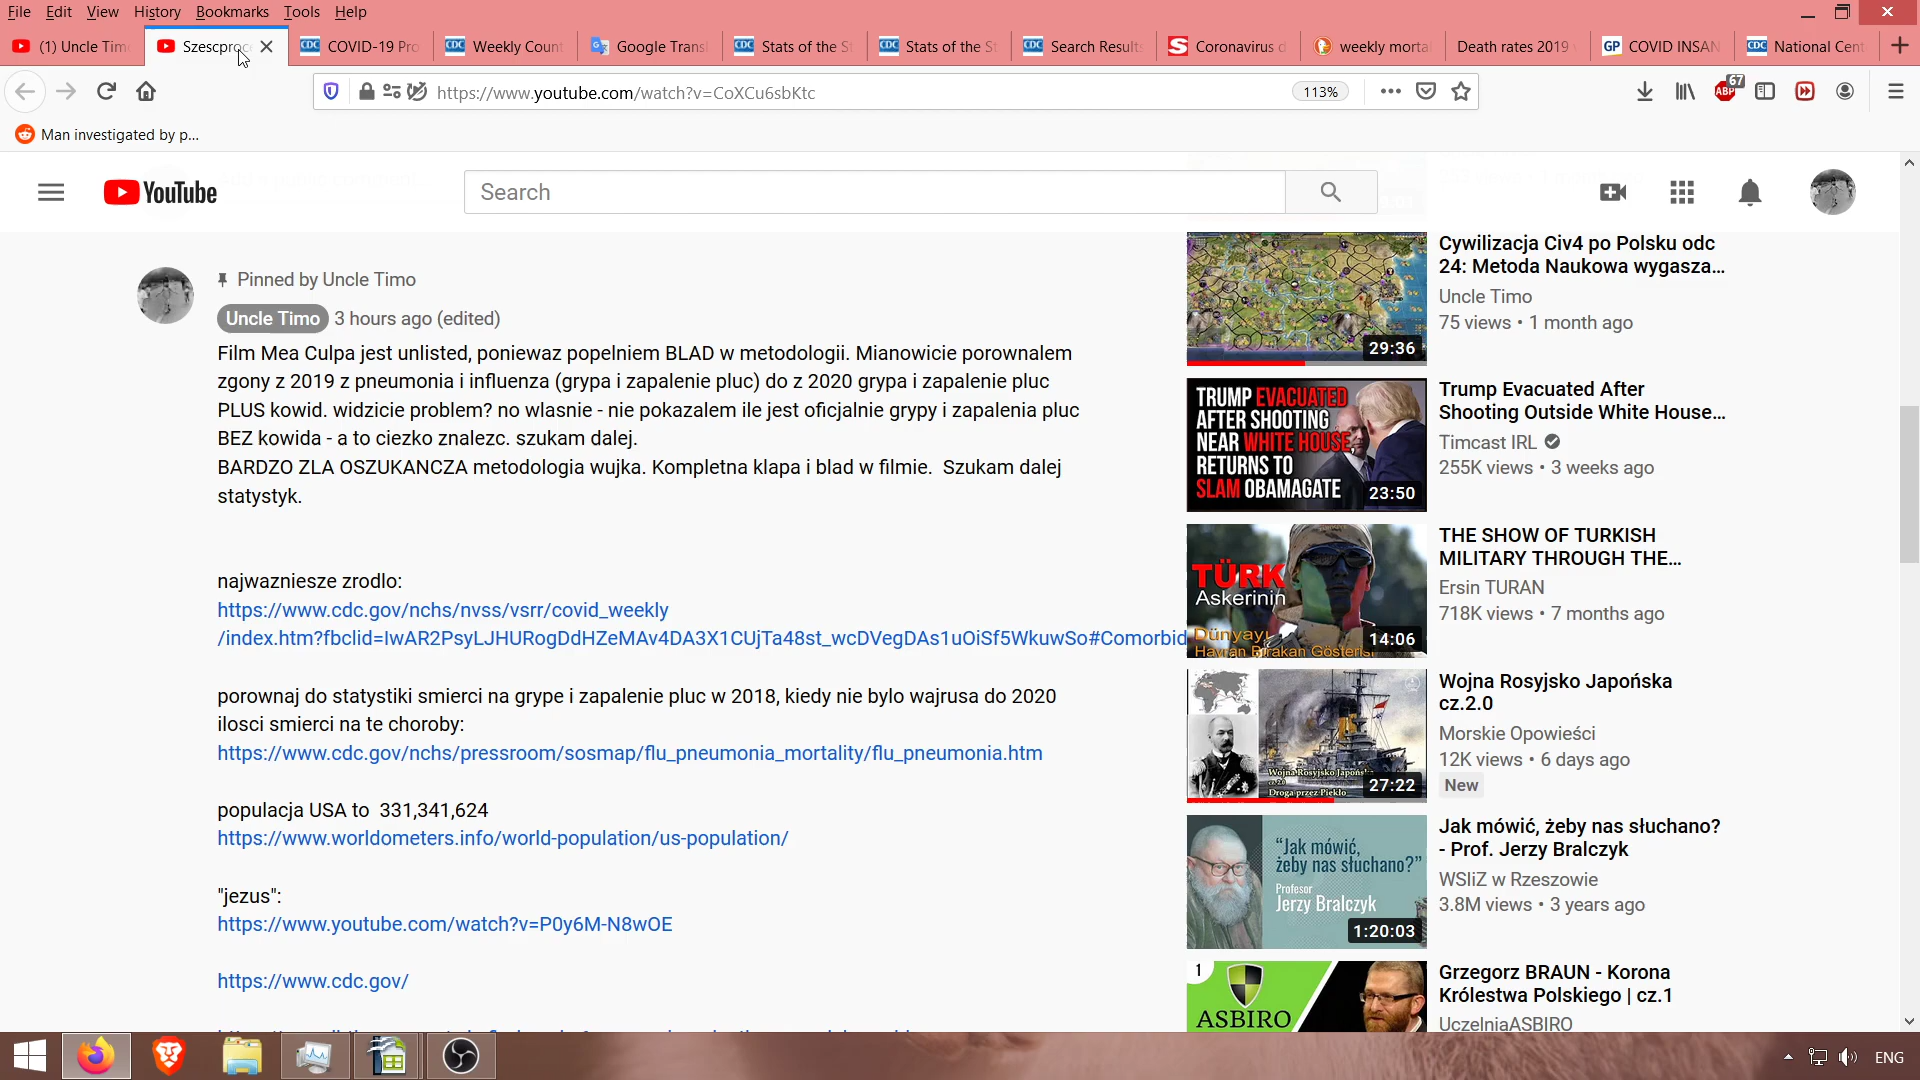 File Edit View History Bookmarks Tools Help
(1) Uncle Tim
Szescproc
COVID-19 Pro
Weekly Count
Google Trans
Stats of the S
Stats of the S
Search Results
Coronavirus d
weekly morta
Death rates 2019
COVID INSAN
National Cent
https://www.youtube.com/watch?v=CoXCu6sbKtc
113%
67
ABP
Man investigated by p...
YouTube
Search
Pinned by Uncle Timo
Uncle Timo 3 hours ago (edited)
Film Mea Culpa jest unlisted, poniewaz popelniem BLAD w metodologii. Mianowicie porownalem
zgony z 2019 z pneumonia i influenza (grypa i zapalenie pluc) do z 2020 grypa i zapalenie pluc
PLUS kowid. widzicie problem? no wlasnie - nie pokazalem ile jest oficjalnie grypy i zapalenia pluc
BEZ kowida - a to ciezko znalezc. szukam dalej.
BARDZO ZLA OSZUKANCZA metodologia wujka. Kompletna klapa i blad w filmie. Szukam dalej
statystyk.
najwazniesze zrodlo:
https://www.cdc.gov/nchs/nvss/vsrr/covid_weekly
/index.htm?fbclid=IwAR2PsyLJHURogDdHZeMAv4DA3X1CUjTa48st_wcDVegDAs1uOiSf5WkuwSo#Comorbid
porownaj do statystiki smierci na grype i zapalenie pluc w 2018, kiedy nie bylo wajrusa do 2020
ilosci smierci na te choroby:
https://www.cdc.gov/nchs/pressroom/sosmap/flu_pneumonia_mortality/flu_pneumonia.htm
populacja USA to 331,341,624
https://www.worldometers.info/world-population/us-population/
"jezus":
https://www.youtube.com/watch?v=P0y6M-N8wOE
https://www.cdc.gov/
29:36
Cywilizacja Civ4 po Polsku odc
24: Metoda Naukowa wygasza...
Uncle Timo
75 views • 1 month ago
TRUMP EVACUATED
AFTER SHOOTING
NEAR WHITE HOUSE,
RETURNS TO
SLAM OBAMAGATE
23:50
Trump Evacuated After
Shooting Outside White House...
Timcast IRL
255K views • 3 weeks ago
TÜRK
Askerinin
Dünyayı
Hayran Bırakan Gösterisi
14:06
THE SHOW OF TURKISH
MILITARY THROUGH THE...
Ersin TURAN
718K views • 7 months ago
Wojna Rosyjsko Japońska
Droga przez Piekło
27:22
Wojna Rosyjsko Japońska
cz.2.0
Morskie Opowieści
12K views • 6 days ago
New
"Jak mówić,
żeby nas słuchano?"
Profesor
Jerzy Bralczyk
1:20:03
Jak mówić, żeby nas słuchano?
- Prof. Jerzy Bralczyk
WSIiZ w Rzeszowie
3.8M views • 3 years ago
1
ASBIRO
Grzegorz BRAUN - Korona
Królestwa Polskiego | cz.1
UczelniaASBIRO
ENG